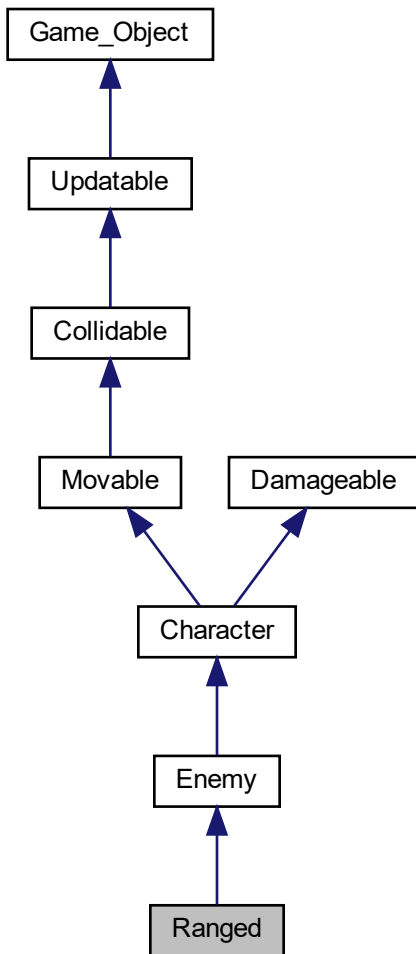 Game_Object
Updatable
Collidable
Movable
Damageable
Character
Enemy
Ranged